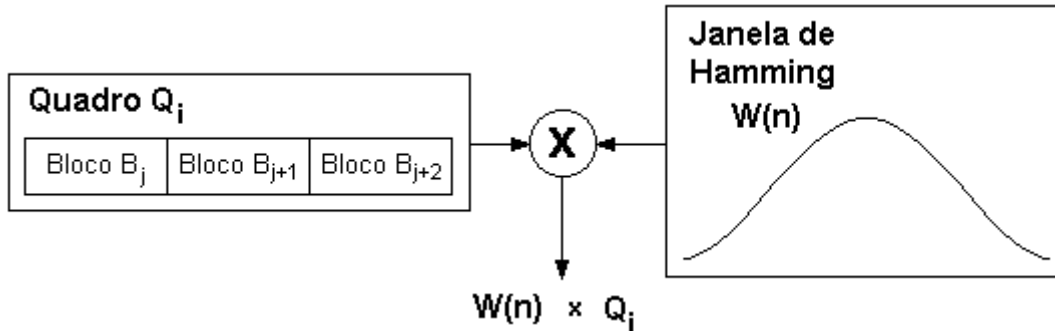 Janela de
Hamming
W(n)
Quadro Qi
Bloco Bj
Bloco Bj+1
Bloco Bj+2
X
W(n) × Qi